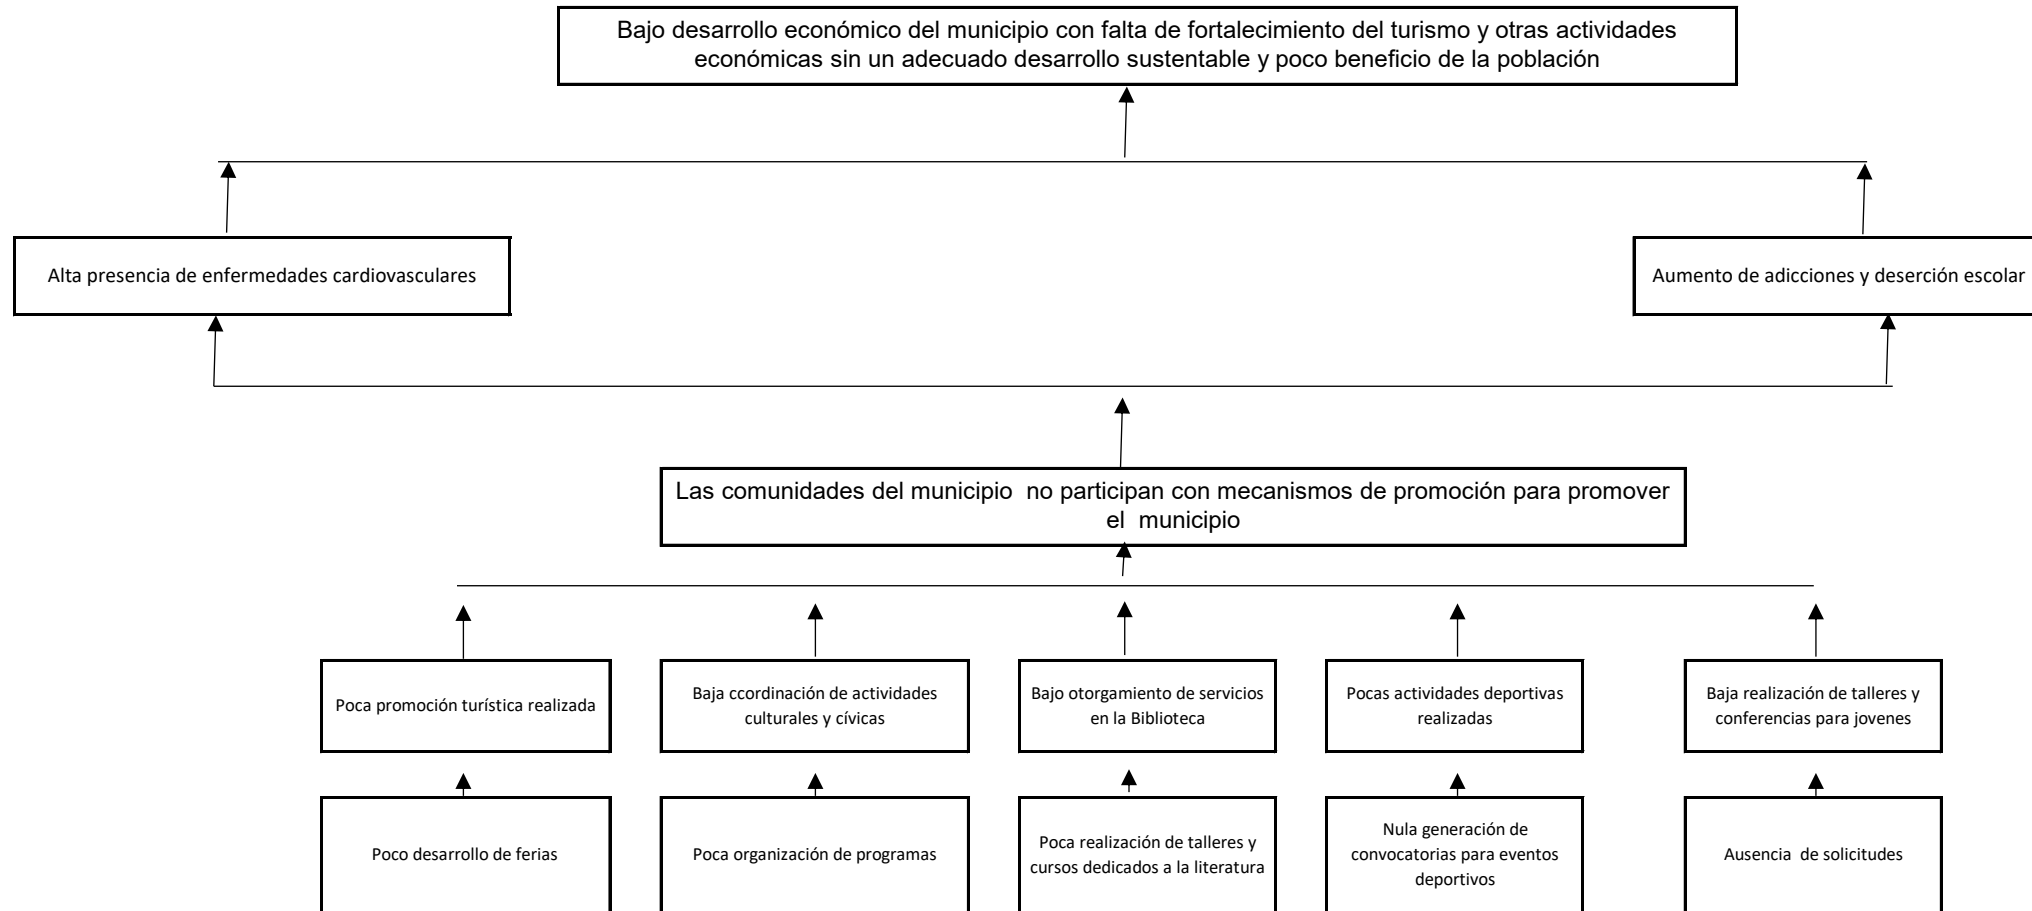 Bajo desarrollo económico del municipio con falta de fortalecimiento del turismo y otras actividades
económicas sin un adecuado desarrollo sustentable y poco beneficio de la población
Alta presencia de enfermedades cardiovasculares
Aumento de adicciones y deserción escolar
Las comunidades del municipio  no participan con mecanismos de promoción para promover
el  municipio
Poca promoción turística realizada
Baja ccordinación de actividades
culturales y cívicas
Bajo otorgamiento de servicios
en la Biblioteca
Pocas actividades deportivas
realizadas
Baja realización de talleres y
conferencias para jovenes
Poco desarrollo de ferias
Poca organización de programas
Poca realización de talleres y
cursos dedicados a la literatura
Nula generación de
convocatorias para eventos
deportivos
Ausencia  de solicitudes